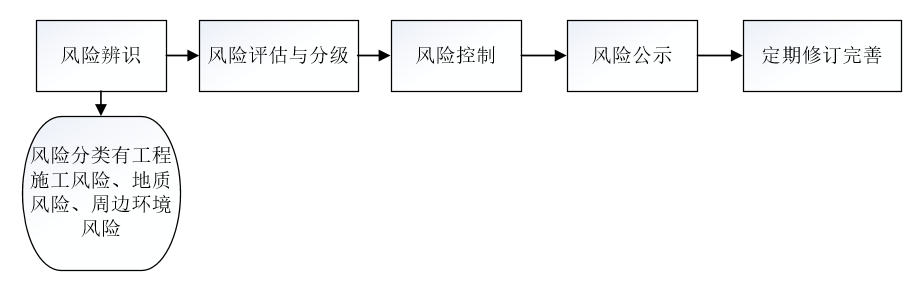 风险辨识
风险评估与分级
风险控制
风险公示
定期修订完善
风险分类有工程
施工风险、地质
风险、周边环境
风险